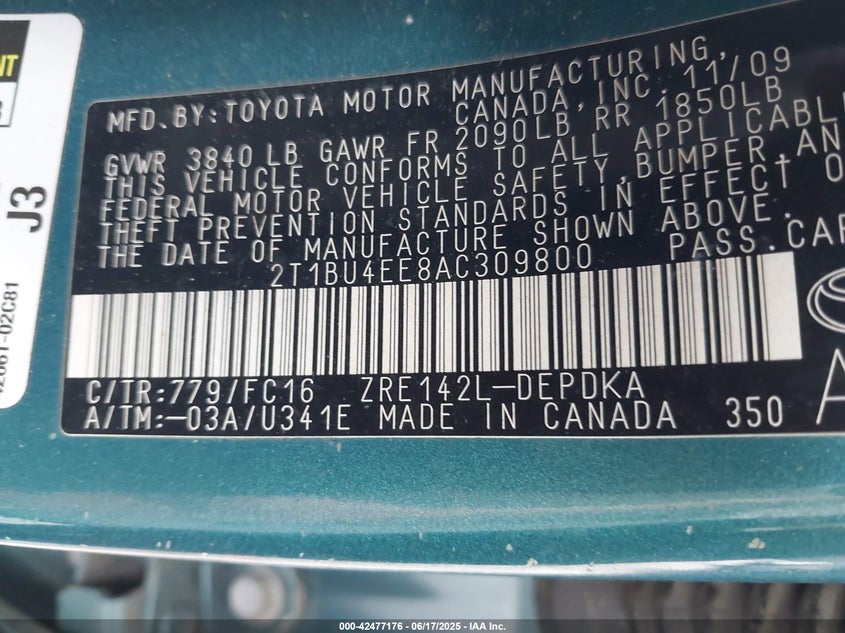 MFD.BY:TOYOTA MOTOR MANUFACTURING,
CANADA, INC. 11/09
GVWR 3840 LB GAWR FR 2090LB RR 1850LB
THIS VEHICLE CONFORMS TO ALL APPLICABLE
FEDERAL MOTOR VEHICLE SAFETY,BUMPER,AN
THEFT PREVENTION STANDARDS IN EFFECT O
THE DATE OF MANUFACTURE SHOWN ABOVE.
2T1BU4EE8AC309800 PASS.CAR
C/TR:779/FC16 ZRE142L-DEPDKA
A/TM:-03A/U341E MADE IN CANADA 350
J3
000-42477176 | 06/17/2025 | IAA Inc.